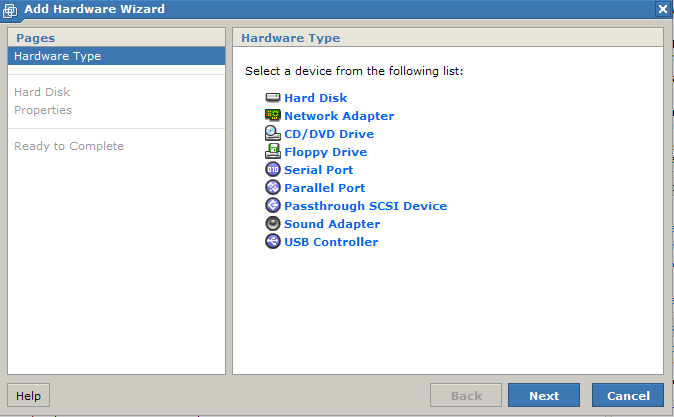 Add Hardware Wizard
Pages
Hardware Type
Hard Disk
Properties
Ready to Complete
Hardware Type
Select a device from the following list:
Hard Disk
Network Adapter
CD/DVD Drive
Floppy Drive
Serial Port
Parallel Port
Passthrough SCSI Device
Sound Adapter
USB Controller
Help
Back
Next
Cancel